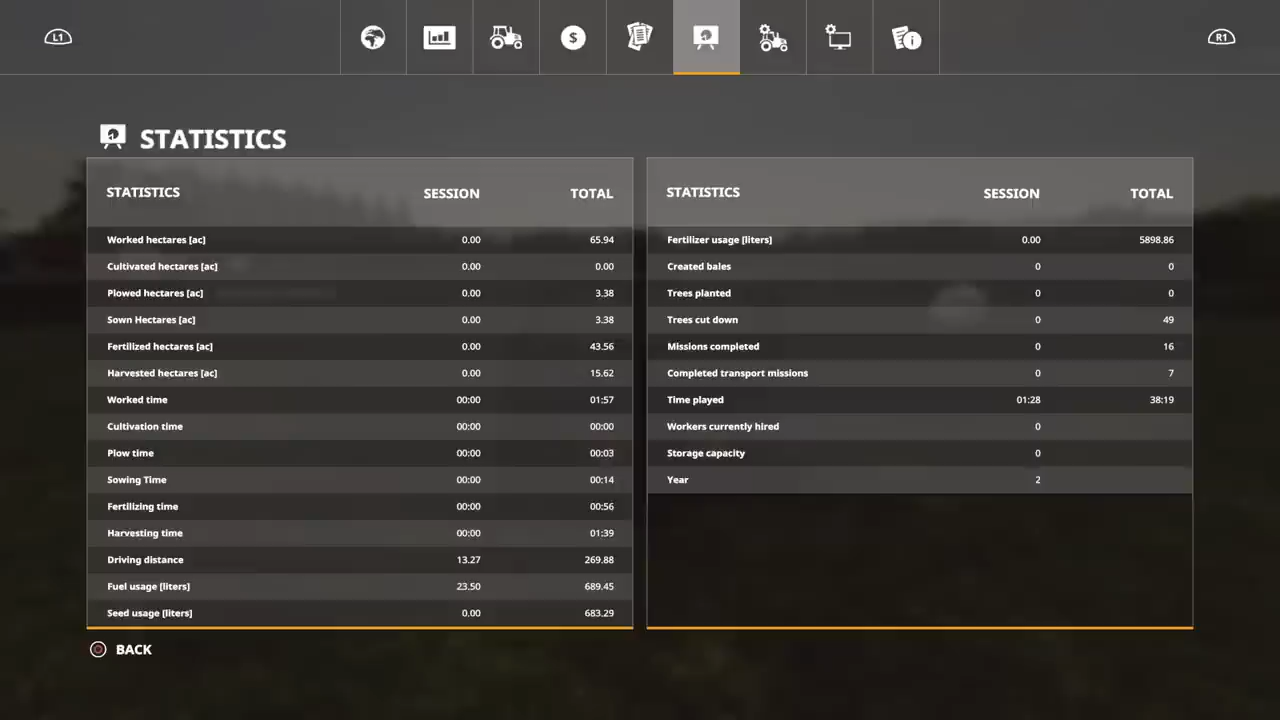 L1
$
R1
STATISTICS
STATISTICS SESSION TOTAL
Worked hectares [ac] 0.00 65.94
Cultivated hectares [ac] 0.00 0.00
Plowed hectares [ac] 0.00 3.38
Sown Hectares [ac] 0.00 3.38
Fertilized hectares [ac] 0.00 43.56
Harvested hectares [ac] 0.00 15.62
Worked time 00:00 01:57
Cultivation time 00:00 00:00
Plow time 00:00 00:03
Sowing Time 00:00 00:14
Fertilizing time 00:00 00:56
Harvesting time 00:00 01:39
Driving distance 13.27 269.88
Fuel usage [liters] 23.50 689.45
Seed usage [liters] 0.00 683.29
STATISTICS SESSION TOTAL
Fertilizer usage [liters] 0.00 5898.86
Created bales 0 0
Trees planted 0 0
Trees cut down 0 49
Missions completed 0 16
Completed transport missions 0 7
Time played 01:28 38:19
Workers currently hired 0
Storage capacity 0
Year 2
BACK